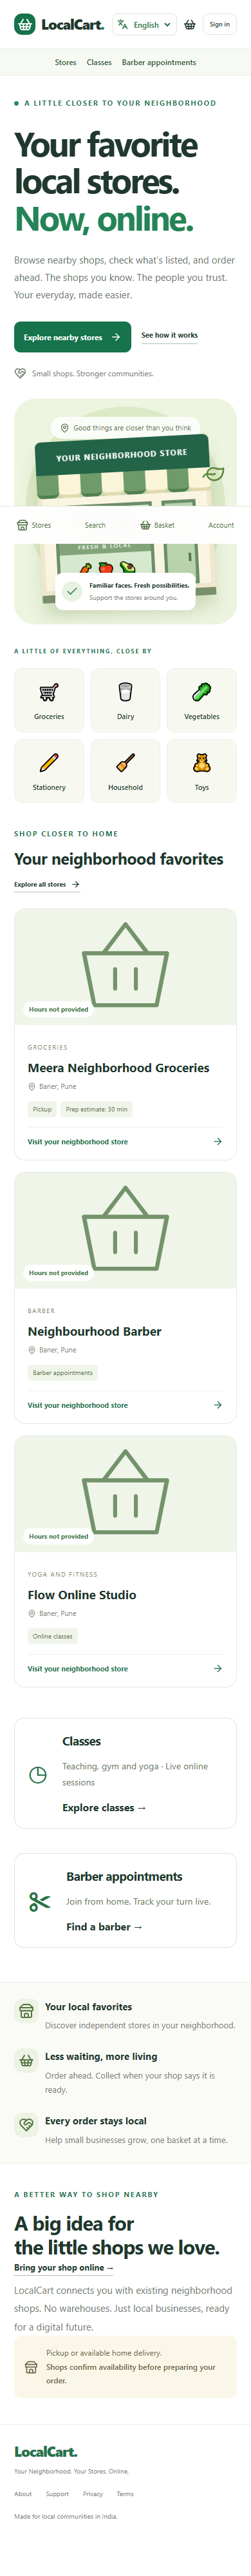 LocalCart.
English
Sign in
Stores Classes Barber appointments
A LITTLE CLOSER TO YOUR NEIGHBORHOOD
Your favorite
local stores.
Now, online.
Browse nearby shops, check what's listed, and order
ahead. The shops you know. The people you trust.
Your everyday, made easier.
Explore nearby stores →
See how it works
Small shops. Stronger communities.
Good things are closer than you think
YOUR NEIGHBORHOOD STORE
Stores Search Basket Account
FRESH & LOCAL
Familiar faces. Fresh possibilities.
Support the stores around you.
A LITTLE OF EVERYTHING, CLOSE BY
Groceries Dairy Vegetables
Stationery Household Toys
SHOP CLOSER TO HOME
Your neighborhood favorites
Explore all stores →
Hours not provided
GROCERIES
Meera Neighborhood Groceries
Baner, Pune
Pickup Prep estimate: 30 min
Visit your neighborhood store →
Hours not provided
BARBER
Neighbourhood Barber
Baner, Pune
Barber appointments
Visit your neighborhood store →
Hours not provided
YOGA AND FITNESS
Flow Online Studio
Baner, Pune
Online classes
Visit your neighborhood store →
Classes
Teaching, gym and yoga · Live online
sessions
Explore classes →
Barber appointments
Join from home. Track your turn live.
Find a barber →
Your local favorites
Discover independent stores in your neighborhood.
Less waiting, more living
Order ahead. Collect when your shop says it is
ready.
Every order stays local
Help small businesses grow, one basket at a time.
A BETTER WAY TO SHOP NEARBY
A big idea for
the little shops we love.
Bring your shop online →
LocalCart connects you with existing neighborhood
shops. No warehouses. Just local businesses, ready
for a digital future.
Pickup or available home delivery.
Shops confirm availability before preparing your
order.
LocalCart.
Your Neighborhood. Your Stores. Online.
About Support Privacy Terms
Made for local communities in India.